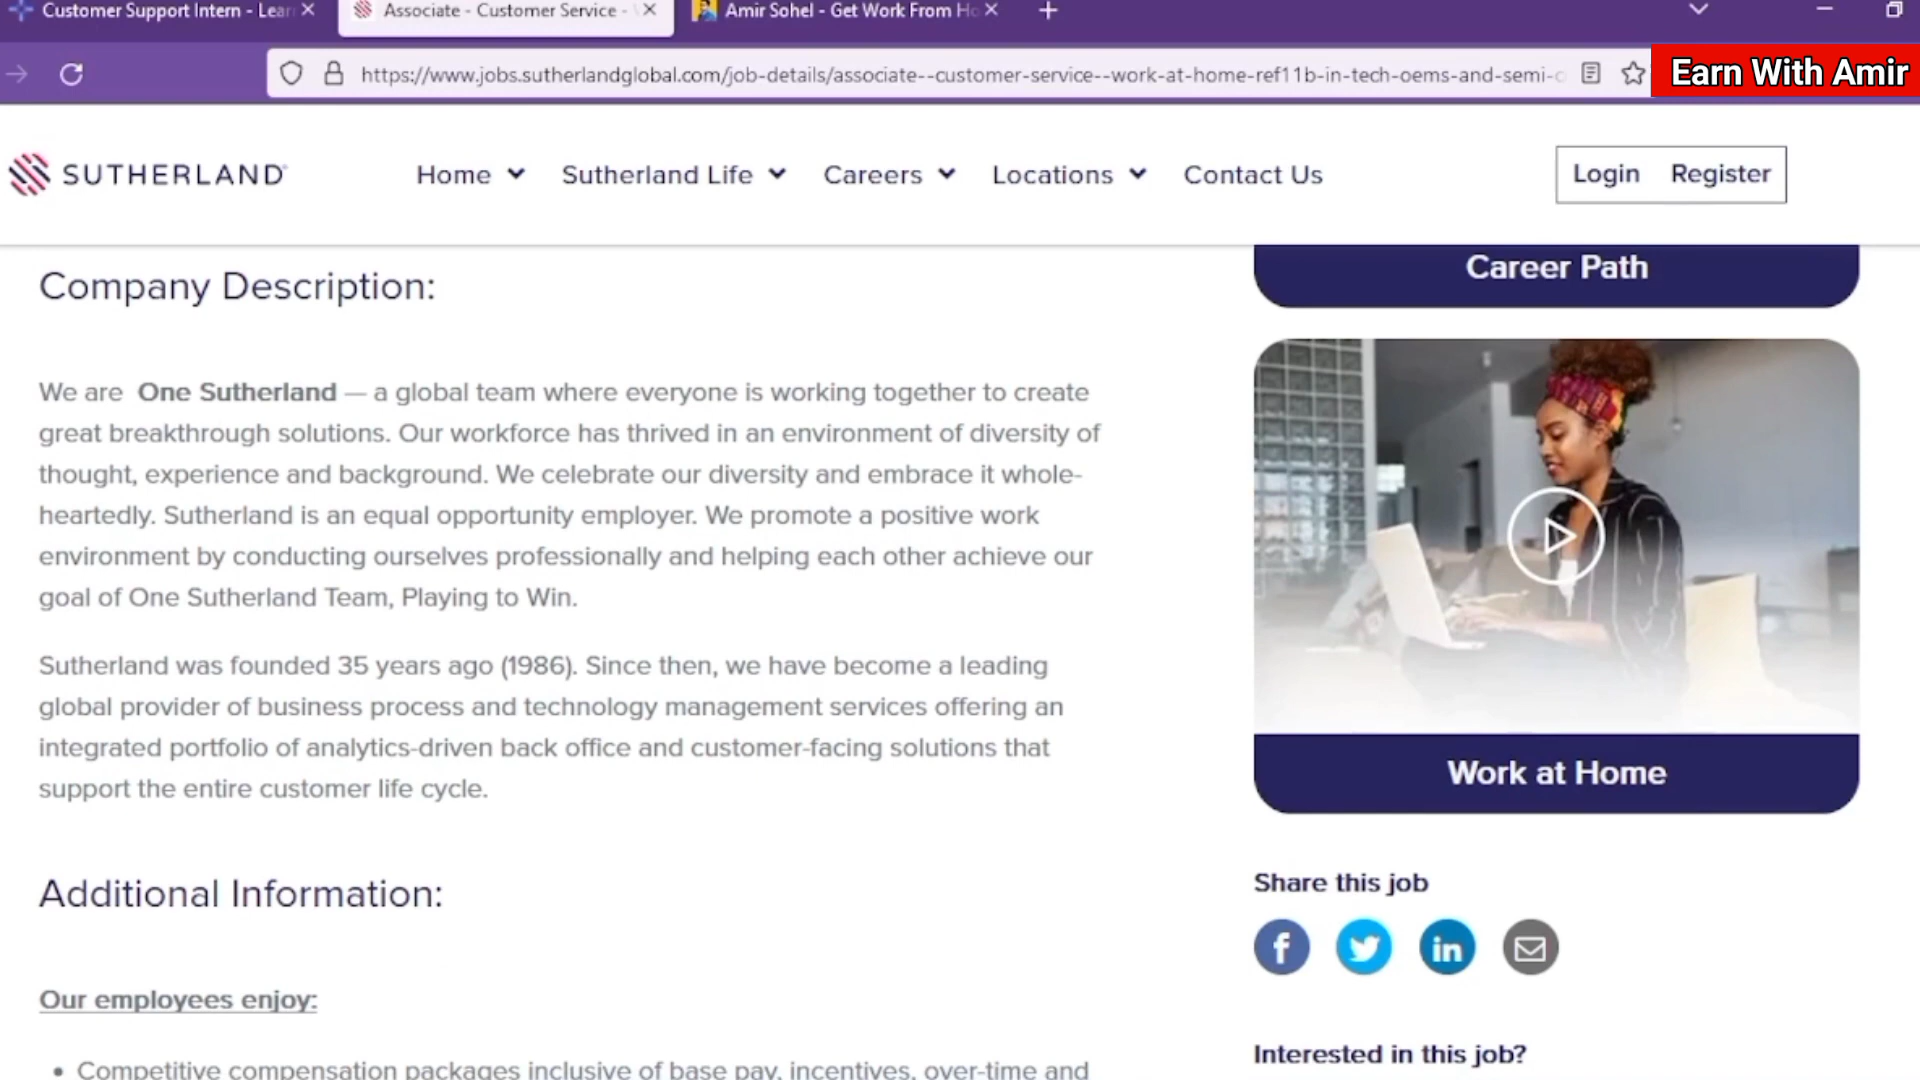 Customer Support Intern - Lear
Associate - Customer Service -
Amir Sohel - Get Work From Ho
https://www.jobs.sutherlandglobal.com/job-details/associate--customer-service--work-at-home-ref11b-in-tech-oems-and-semi-c
Earn With Amir
SUTHERLAND
Home
Sutherland Life
Careers
Locations
Contact Us
Login
Register
Company Description:
We are One Sutherland — a global team where everyone is working together to create
great breakthrough solutions. Our workforce has thrived in an environment of diversity of
thought, experience and background. We celebrate our diversity and embrace it whole-
heartedly. Sutherland is an equal opportunity employer. We promote a positive work
environment by conducting ourselves professionally and helping each other achieve our
goal of One Sutherland Team, Playing to Win.
Sutherland was founded 35 years ago (1986). Since then, we have become a leading
global provider of business process and technology management services offering an
integrated portfolio of analytics-driven back office and customer-facing solutions that
support the entire customer life cycle.
Additional Information:
Our employees enjoy:
• Competitive compensation packages inclusive of base pay, incentives, over-time and
Career Path
Work at Home
Share this job
Interested in this job?